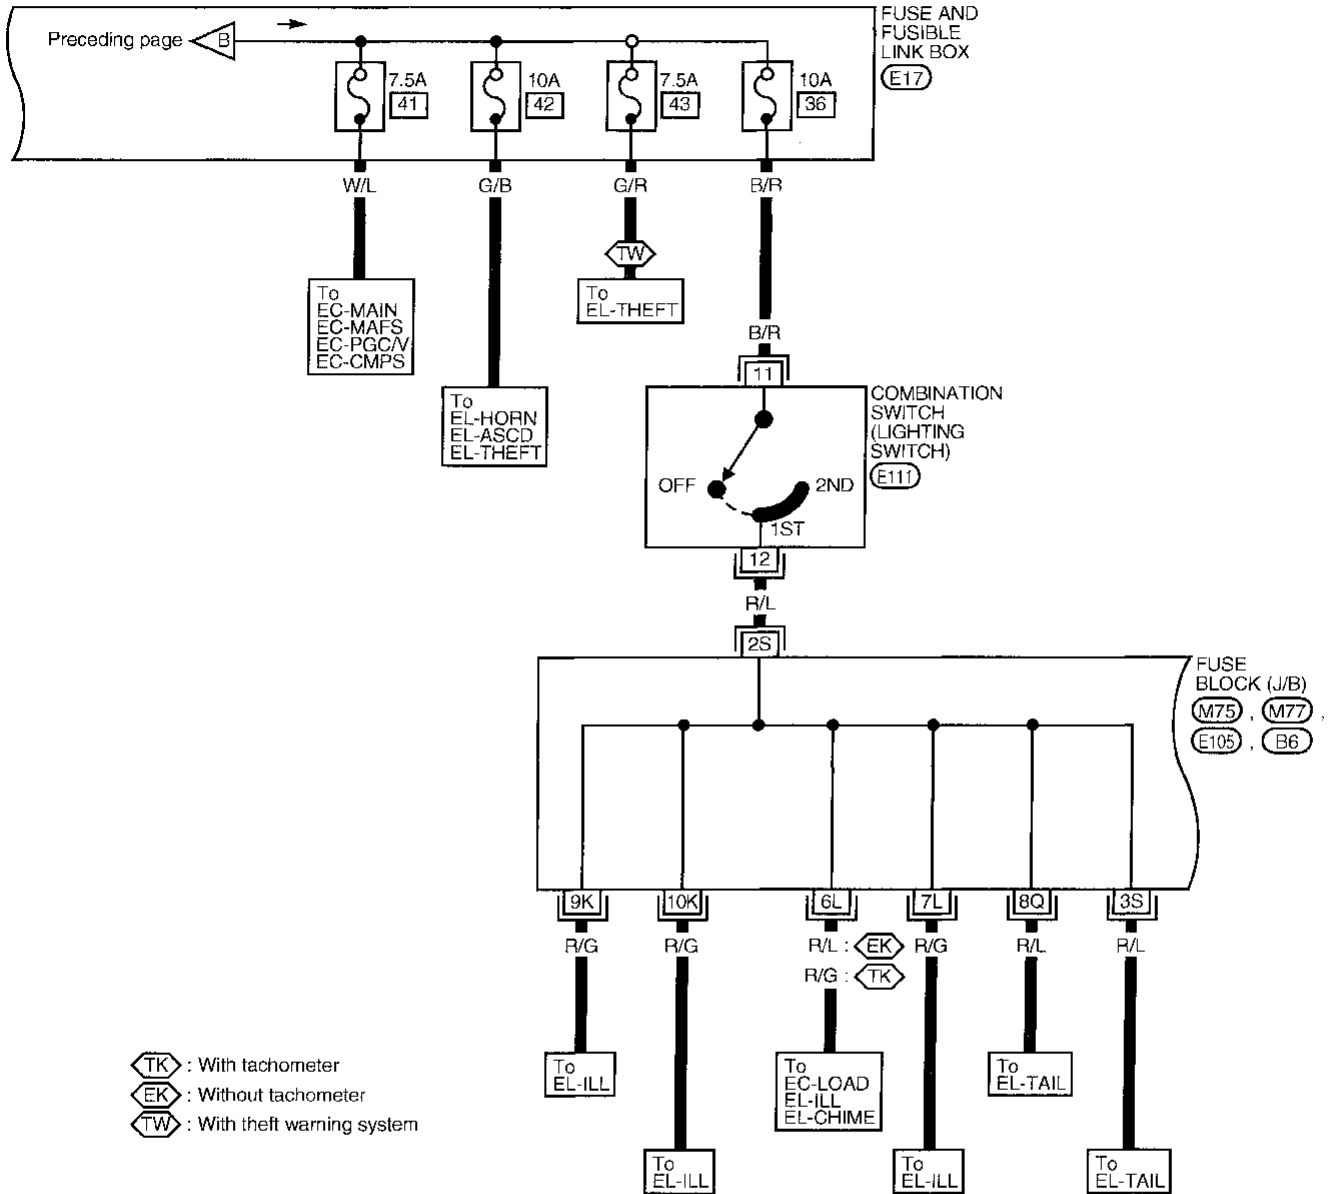 Preceding page
B
FUSE AND
FUSIBLE
LINK BOX
E17
7.5A
41
10A
42
7.5A
43
10A
36
W/L
G/B
G/R
B/R
TW
To
EC-MAIN
EC-MAFS
EC-PGC/V
EC-CMPS
To
EL-HORN
EL-ASCD
EL-THEFT
To
EL-THEFT
B/R
11
COMBINATION
SWITCH
(LIGHTING
SWITCH)
E111
OFF
2ND
1ST
12
R/L
2S
FUSE
BLOCK (J/B)
M75 , M77 ,
E105 , B6
9K
10K
6L
7L
8Q
3S
R/G
R/G
R/L : EK
R/G : TK
R/G
R/L
R/L
To
EL-ILL
To
EL-ILL
To
EC-LOAD
EL-ILL
EL-CHIME
To
EL-ILL
To
EL-TAIL
To
EL-TAIL
TK : With tachometer
EK : Without tachometer
TW : With theft warning system